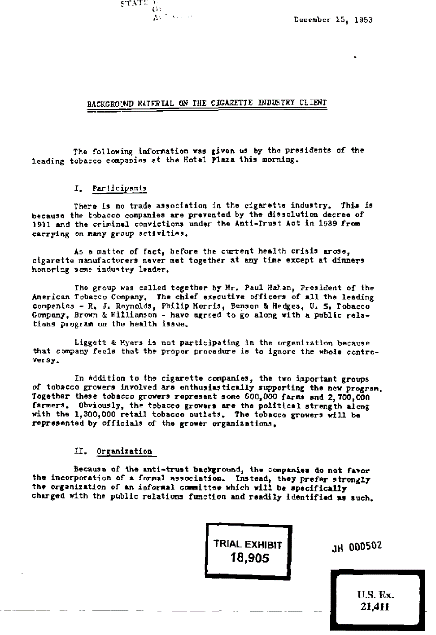 STATE
December 15, 1953
BACKGROUND MATERIAL ON THE CIGARETTE INDUSTRY CLIENT
The following information was given us by the presidents of the
leading tobacco companies at the Hotel Plaza this morning.
I. Participants
There is no trade association in the cigarette industry. This is
because the tobacco companies are prevented by the dissolution decree of
1911 and the criminal convictions under the Anti-Trust Act in 1939 from
carrying on many group activities.
As a matter of fact, before the current health crisis arose,
cigarette manufacturers never met together at any time except at dinners
honoring some industry leader.
The group was called together by Mr. Paul Hahn, President of the
American Tobacco Company. The chief executive officers of all the leading
companies - R. J. Reynolds, Philip Morris, Benson & Hedges, U. S. Tobacco
Company, Brown & Williamson - have agreed to go along with a public rela-
tions program on the health issue.
Liggett & Myers is not participating in the organization because
that company feels that the proper procedure is to ignore the whole contro-
versy.
In addition to the cigarette companies, the two important groups
of tobacco growers involved are enthusiastically supporting the new program.
Together these tobacco growers represent some 600,000 farms and 2,700,000
farmers. Obviously, the tobacco growers are the political strength along
with the 1,300,000 retail tobacco outlets. The tobacco growers will be
represented by officials of the grower organizations.
II. Organization
Because of the anti-trust background, the companies do not favor
the incorporation of a formal association. Instead, they prefer strongly
the organization of an informal committee which will be specifically
charged with the public relations function and readily identified as such.
TRIAL EXHIBIT
18,905
JH 000502
U.S. Ex.
21,411